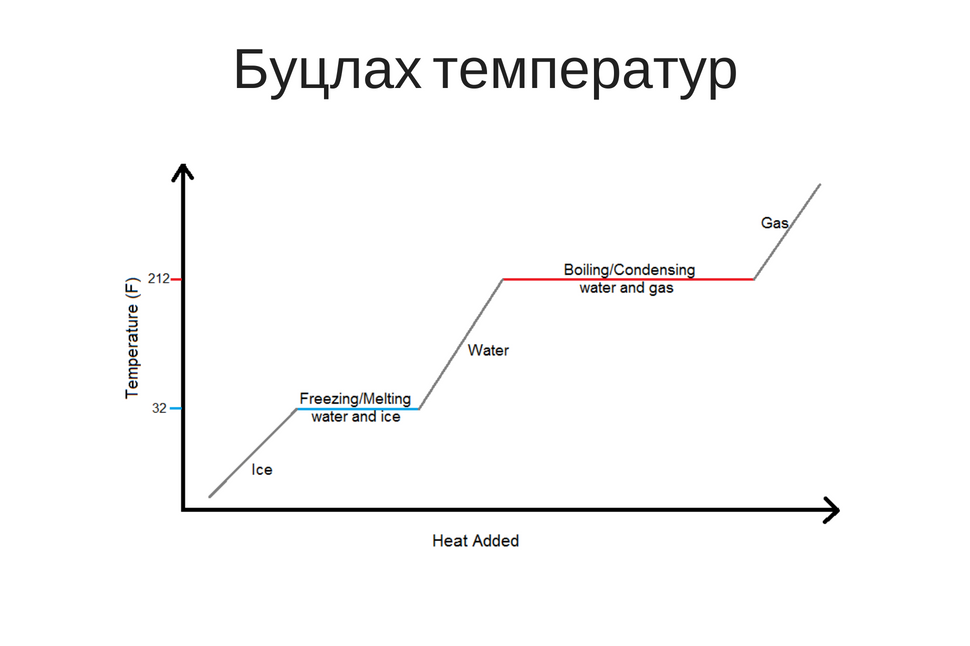 Буцлах температур
Gas
212
Boiling/Condensing
water and gas
Temperature (F)
Water
32
Freezing/Melting
water and ice
Ice
Heat Added